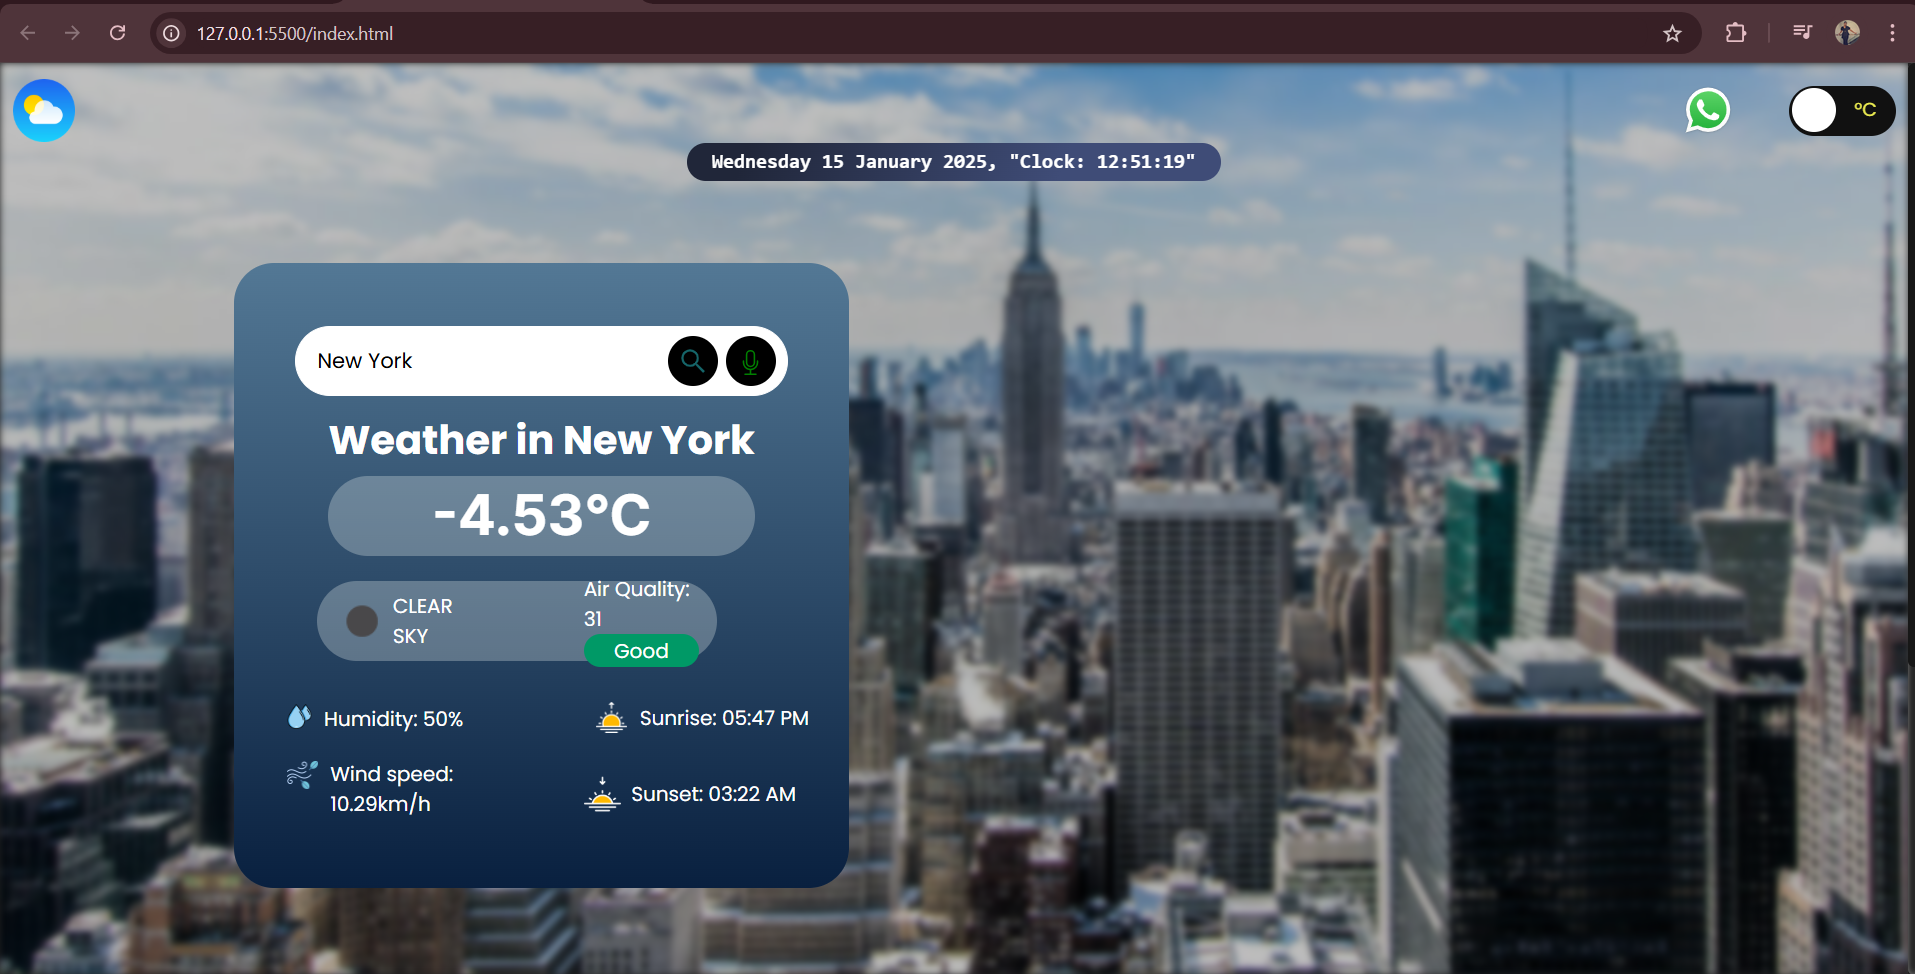 127.0.0.1:5500/index.html
°C
Wednesday 15 January 2025, "Clock: 12:51:19"
New York
Weather in New York
-4.53°C
CLEAR
SKY
Air Quality:
31
Good
Humidity: 50%
Sunrise: 05:47 PM
Wind speed:
10.29km/h
Sunset: 03:22 AM